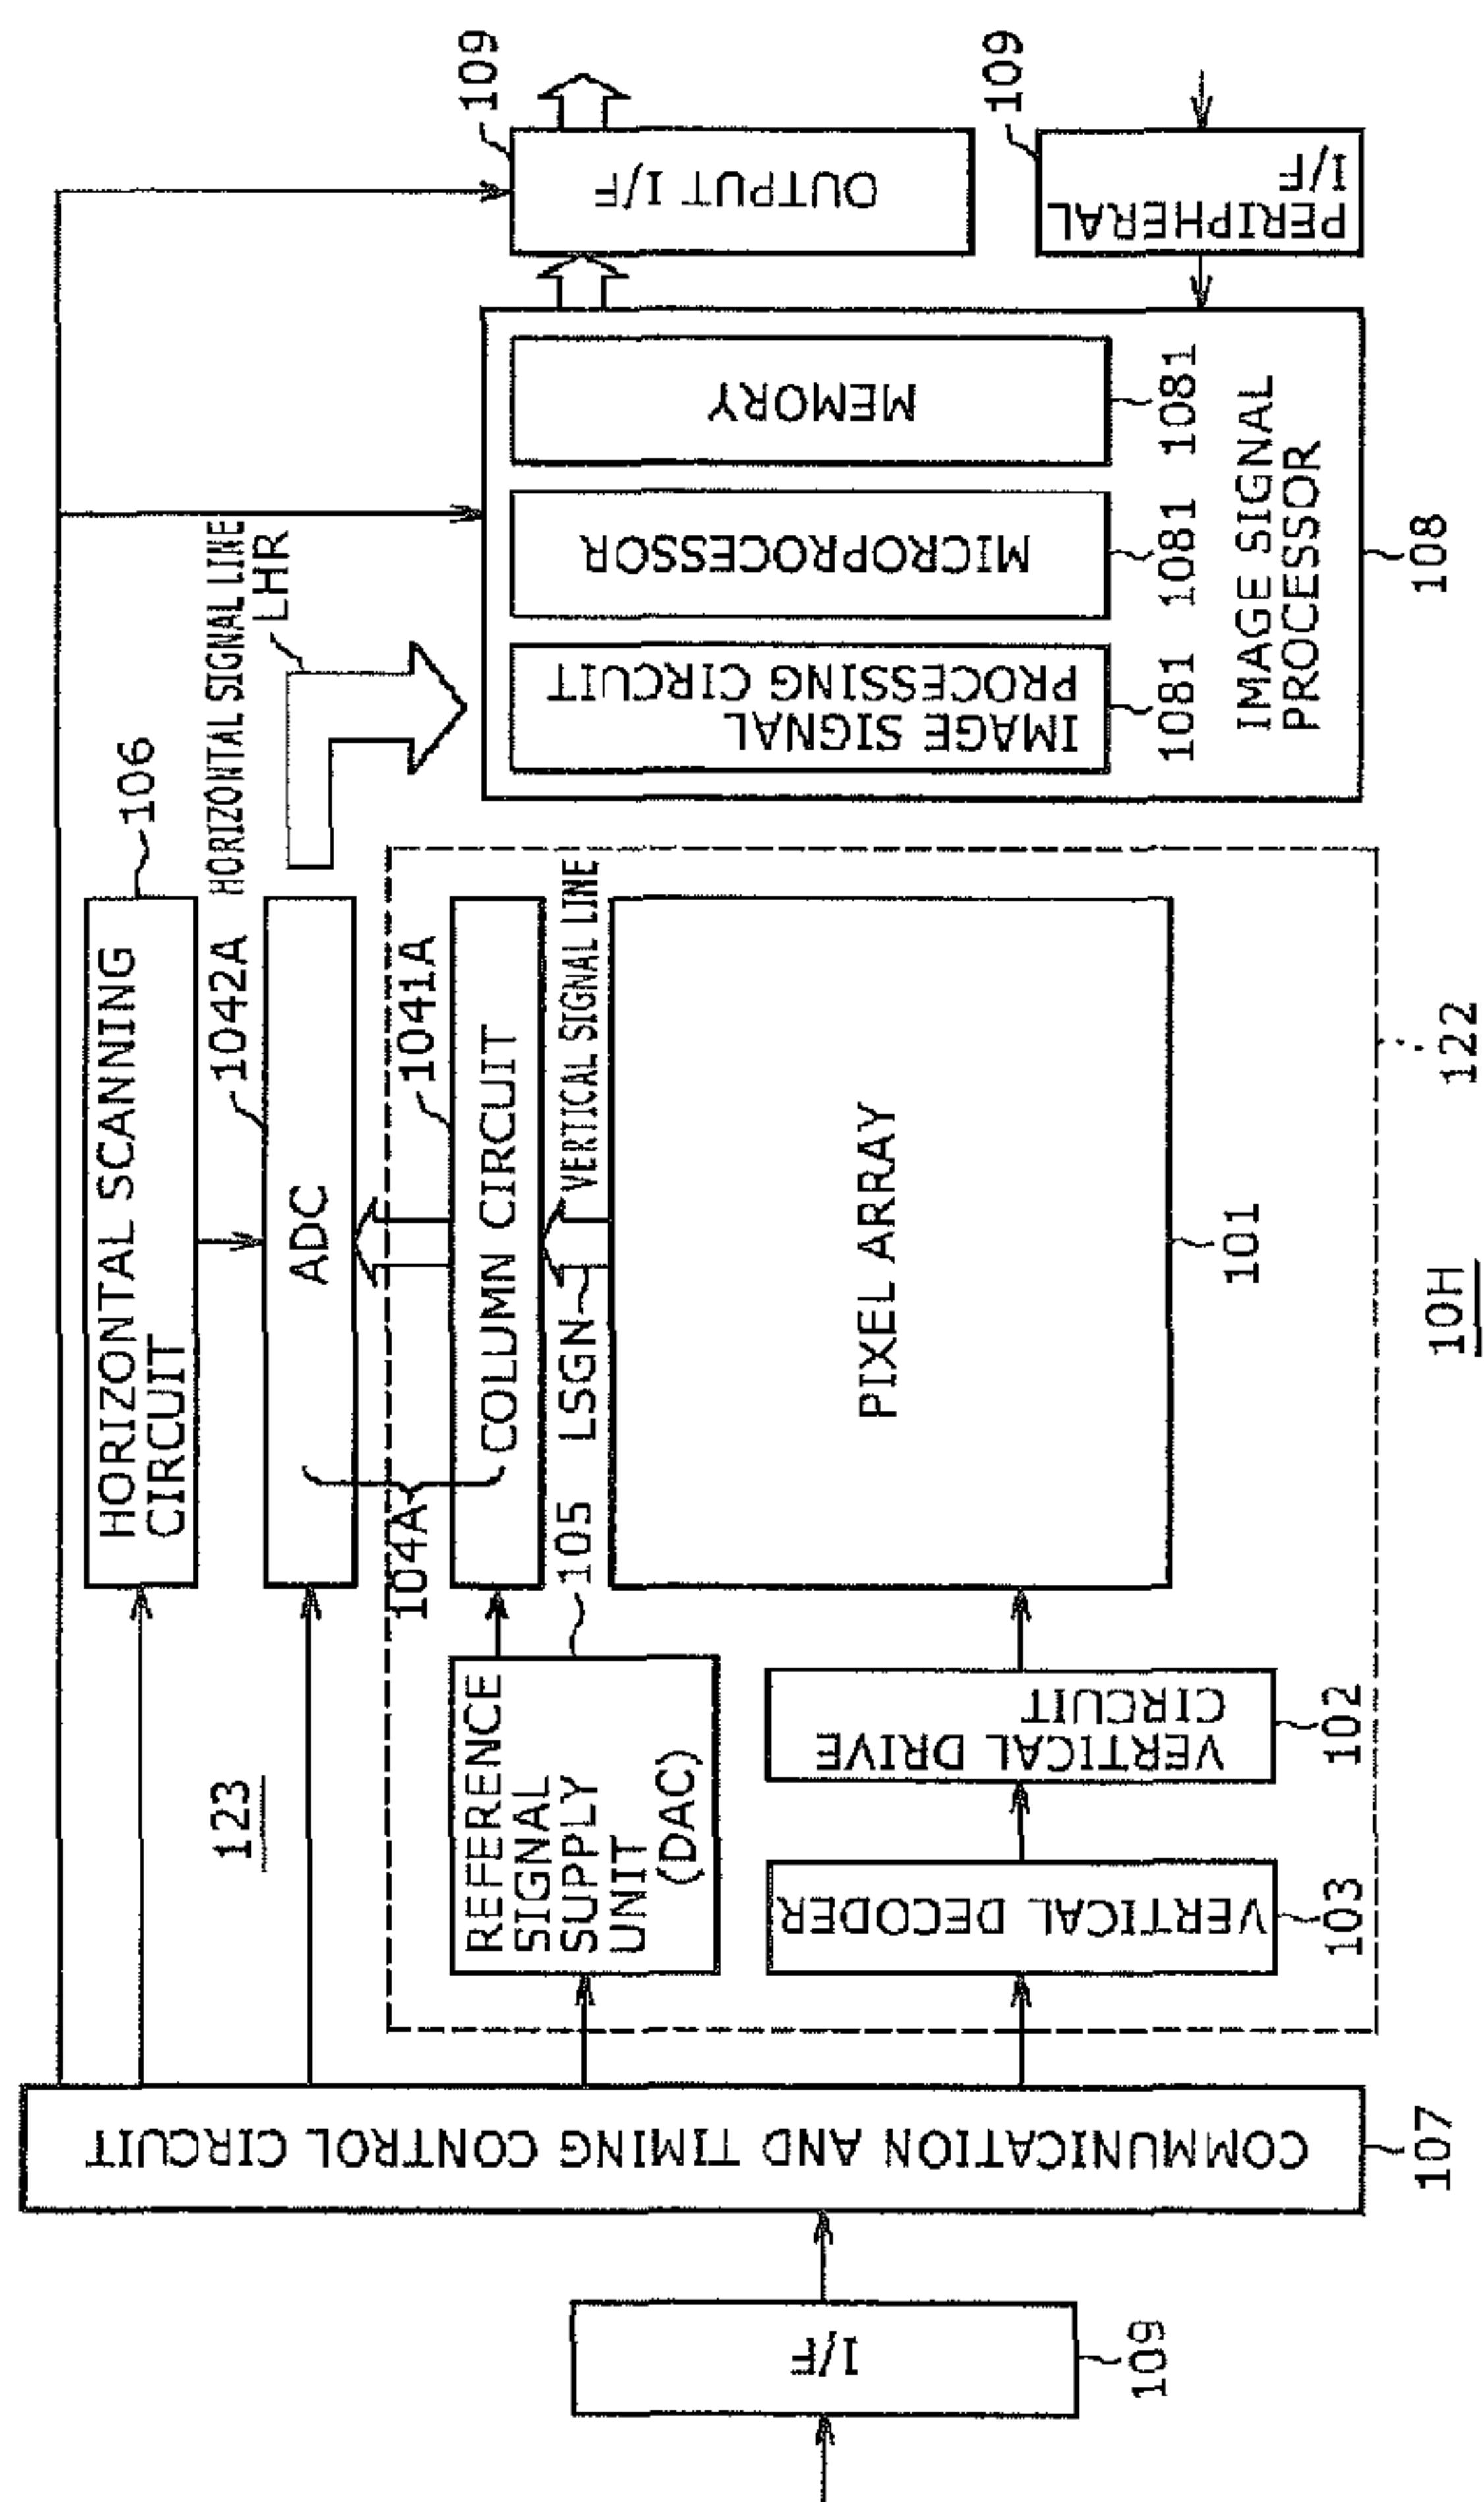 HORIZONTAL SCANNING
CIRCUIT
106
123
ADC
1042A
HORIZONTAL SIGNAL LINE
LHR
104A
COLUMN CIRCUIT
1041A
105
LSGN
VERTICAL SIGNAL LINE
REFERENCE
SIGNAL
SUPPLY
UNIT
(DAC)
PIXEL ARRAY
101
VERTICAL DRIVE
CIRCUIT
102
VERTICAL DECODER
103
COMMUNICATION AND TIMING CONTROL CIRCUIT
107
I/F
109
IMAGE SIGNAL
PROCESSING CIRCUIT
1081
MICROPROCESSOR
1081
MEMORY
1081
IMAGE SIGNAL
PROCESSOR
108
OUTPUT I/F
109
PERIPHERAL
I/F
109
122
10H